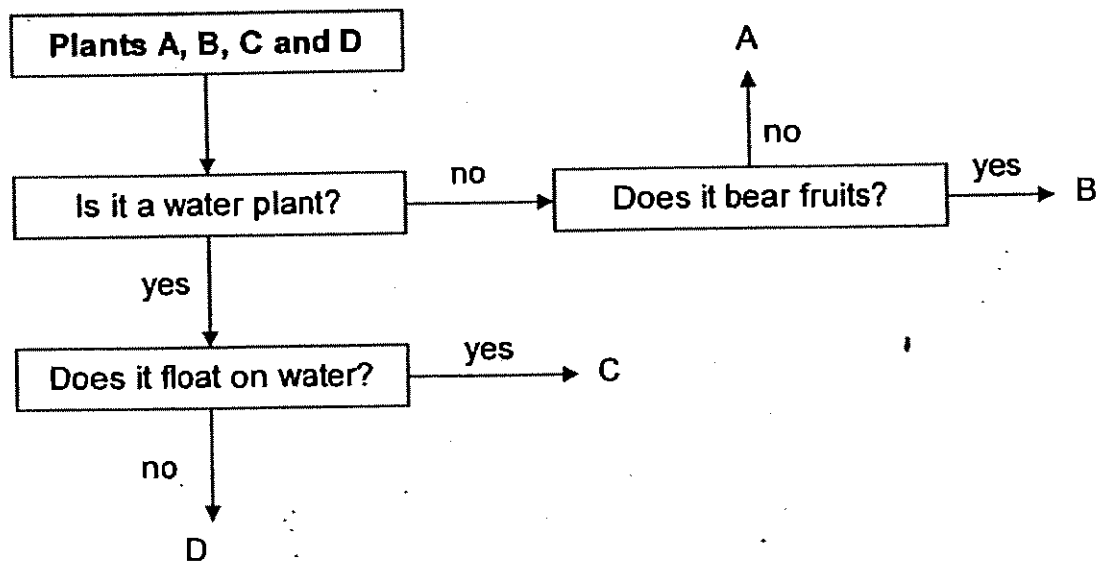 Plants A, B, C and D
A
no
Is it a water plant?
no
Does it bear fruits?
yes
B
yes
Does it float on water?
yes
C
no
D